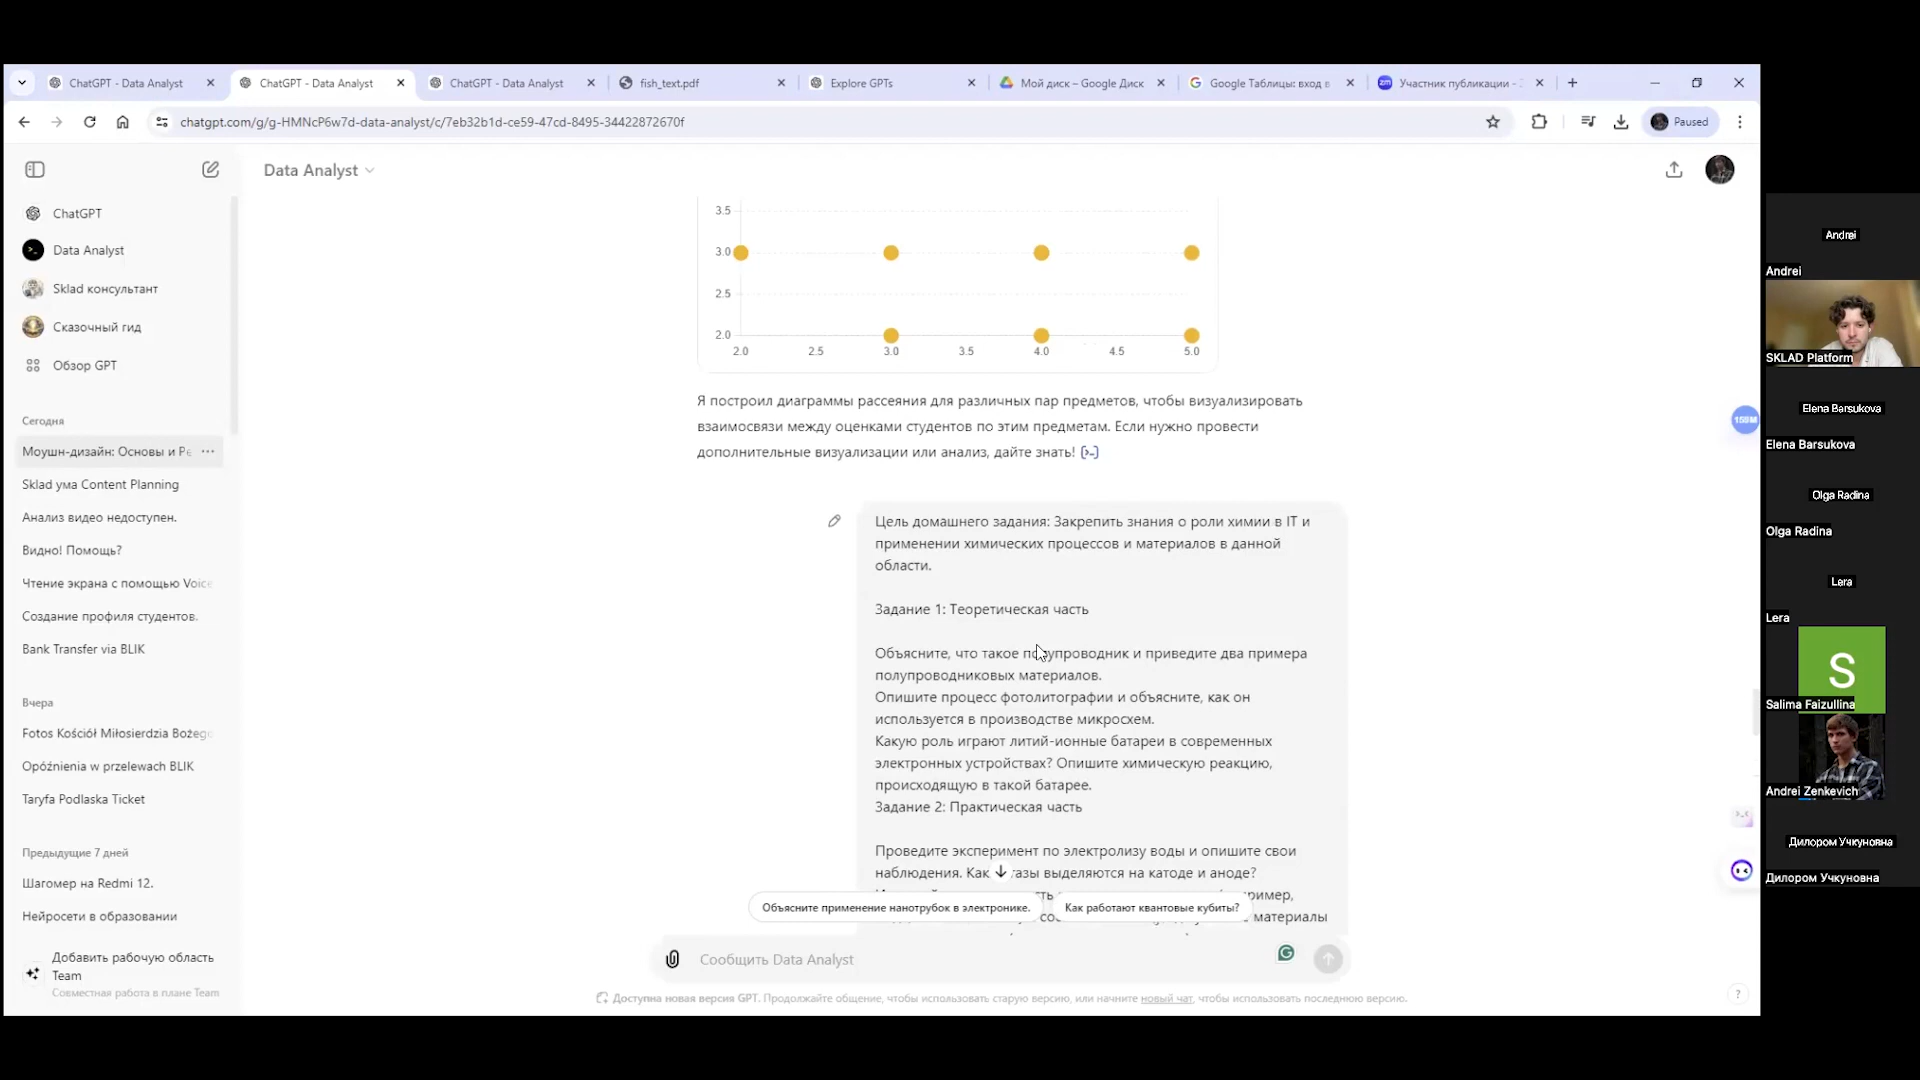 ChatGPT - Data Analyst
ChatGPT - Data Analyst
ChatGPT - Data Analyst
fish_text.pdf
Explore GPTs
Мой диск – Google Диск
Google Таблицы: вход в
Участник публикации -
chatgpt.com/g/g-HMNcP6w7d-data-analyst/c/7eb32b1d-ce59-47cd-8495-34422872670f
Paused
ChatGPT
Data Analyst
Sklad консультант
Сказочный гид
Обзор GPT
Сегодня
Моушн-дизайн: Основы и Ре
Sklad ума Content Planning
Анализ видео недоступен.
Видно! Помощь?
Чтение экрана с помощью Voice
Создание профиля студентов.
Bank Transfer via BLIK
Вчера
Fotos Kościół Miłosierdzia Bożeg
Opóźnienia w przelewach BLIK
Taryfa Podlaska Ticket
Предыдущие 7 дней
Шагомер на Redmi 12.
Нейросети в образовании
Добавить рабочую область
Team
Совместная работа в плане Team
Data Analyst
3.5
3.0
2.5
2.0
2.0 2.5 3.0 3.5 4.0 4.5 5.0
Я построил диаграммы рассеяния для различных пар предметов, чтобы визуализировать
взаимосвязи между оценками студентов по этим предметам. Если нужно провести
дополнительные визуализации или анализ, дайте знать!
Цель домашнего задания: Закрепить знания о роли химии в IT и
применении химических процессов и материалов в данной
области.
Задание 1: Теоретическая часть
Объясните, что такое полупроводник и приведите два примера
полупроводниковых материалов.
Опишите процесс фотолитографии и объясните, как он
используется в производстве микросхем.
Какую роль играют литий-ионные батареи в современных
электронных устройствах? Опишите химическую реакцию,
происходящую в такой батарее.
Задание 2: Практическая часть
Проведите эксперимент по электролизу воды и опишите свои
наблюдения. Как газы выделяются на катоде и аноде?
материалы
Объясните применение нанотрубок в электронике.
Как работают квантовые кубиты?
Сообщить Data Analyst
Доступна новая версия GPT. Продолжайте общение, чтобы использовать старую версию, или начните новый чат, чтобы использовать последнюю версию.
?
Andrei
Andrei
SKLAD Platform
Elena Barsukova
Elena Barsukova
Olga Radina
Olga Radina
Lera
Lera
S
Salima Faizullina
Andrei Zenkevich
Дилором Учкуновна
Дилором Учкуновна